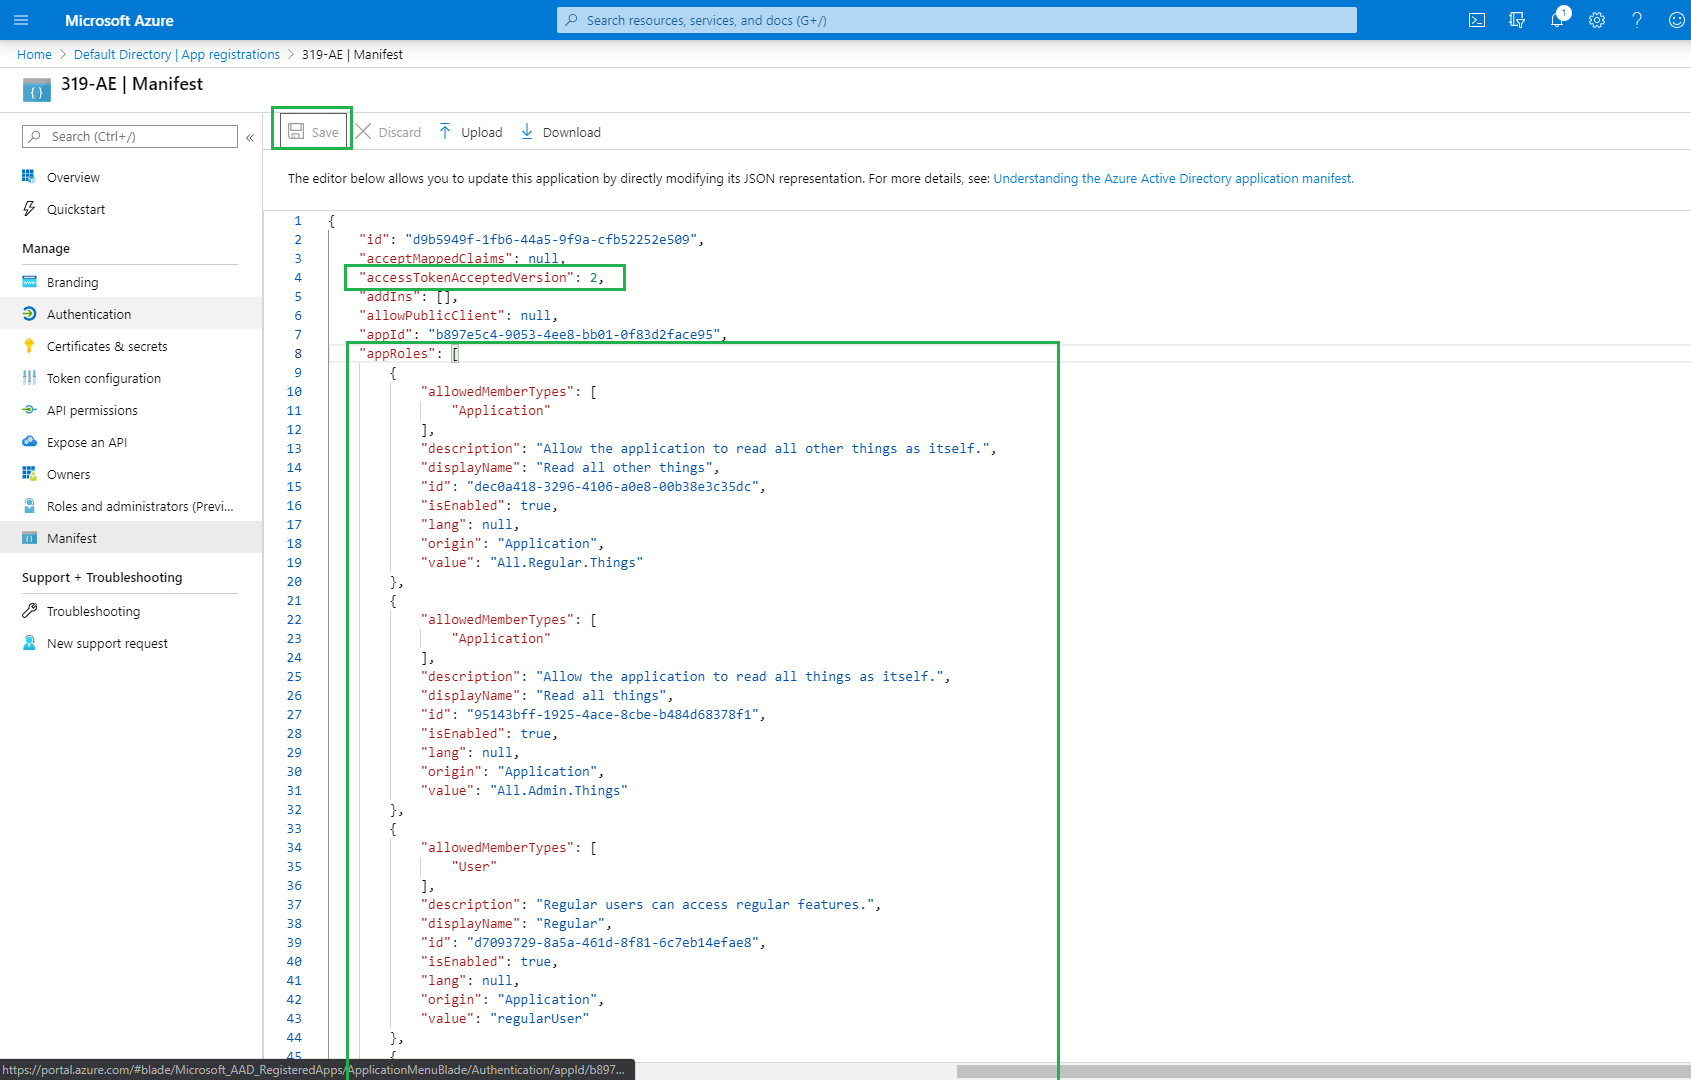 Microsoft Azure
Search resources, services, and docs (G+/)
1
Home > Default Directory | App registrations > 319-AE | Manifest
319-AE | Manifest
Search (Ctrl+/)
«
Overview
Quickstart
Manage
Branding
Authentication
Certificates & secrets
Token configuration
API permissions
Expose an API
Owners
Roles and administrators (Previ...
Manifest
Support + Troubleshooting
Troubleshooting
New support request
Save Discard Upload Download
The editor below allows you to update this application by directly modifying its JSON representation. For more details, see: Understanding the Azure Active Directory application manifest.
1 {
2 "id": "d9b5949f-1fb6-44a5-9f9a-cfb52252e509",
3 "acceptMappedClaims": null,
4 "accessTokenAcceptedVersion": 2,
5 "addIns": [],
6 "allowPublicClient": null,
7 "appId": "b897e5c4-9053-4ee8-bb01-0f83d2face95",
8 "appRoles": [
9 {
10 "allowedMemberTypes": [
11 "Application"
12 ],
13 "description": "Allow the application to read all other things as itself.",
14 "displayName": "Read all other things",
15 "id": "dec0a418-3296-4106-a0e8-00b38e3c35dc",
16 "isEnabled": true,
17 "lang": null,
18 "origin": "Application",
19 "value": "All.Regular.Things"
20 },
21 {
22 "allowedMemberTypes": [
23 "Application"
24 ],
25 "description": "Allow the application to read all things as itself.",
26 "displayName": "Read all things",
27 "id": "95143bff-1925-4ace-8cbe-b484d68378f1",
28 "isEnabled": true,
29 "lang": null,
30 "origin": "Application",
31 "value": "All.Admin.Things"
32 },
33 {
34 "allowedMemberTypes": [
35 "User"
36 ],
37 "description": "Regular users can access regular features.",
38 "displayName": "Regular",
39 "id": "d7093729-8a5a-461d-8f81-6c7eb14efae8",
40 "isEnabled": true,
41 "lang": null,
42 "origin": "Application",
43 "value": "regularUser"
44 },
45 {
https://portal.azure.com/#blade/Microsoft_AAD_RegisteredApps/ApplicationMenuBlade/Authentication/appId/b897...